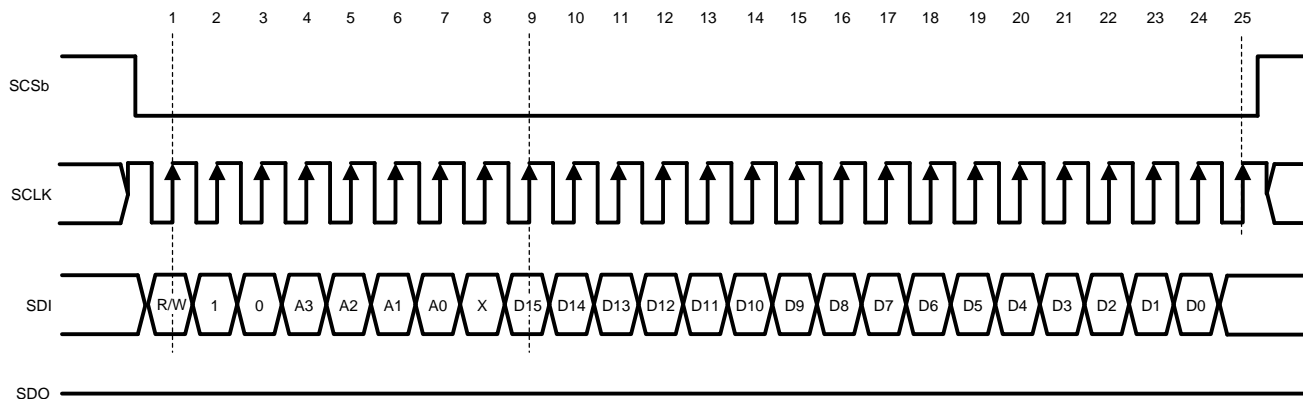 1 2 3 4 5 6 7 8 9 10 11 12 13 14 15 16 17 18 19 20 21 22 23 24 25
SCSb
SCLK
SDI R/W 1 0 A3 A2 A1 A0 X D15 D14 D13 D12 D11 D10 D9 D8 D7 D6 D5 D4 D3 D2 D1 D0
SDO